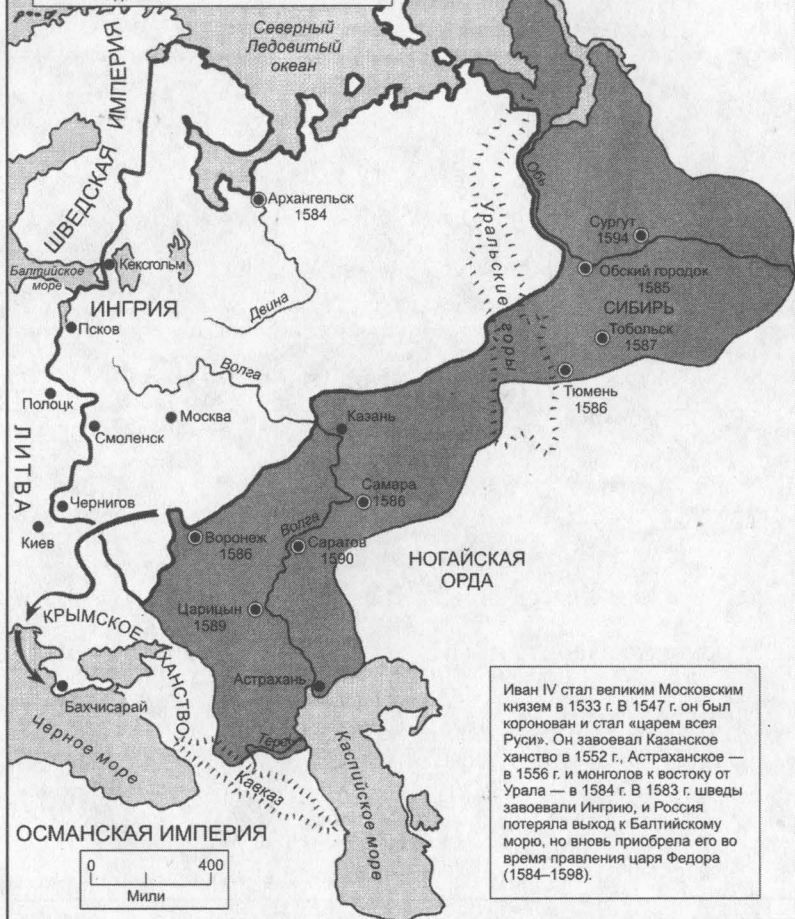 Северный
Ледовитый
океан
ШВЕДСКАЯ ИМПЕРИЯ
Архангельск
1584
Обь
Уральские горы
Сургут
1594
Обский городок
1585
СИБИРЬ
Тобольск
1587
Тюмень
1586
Балтийское
море
Кексгольм
ИНГРИЯ
Псков
Двина
Волга
Полоцк
Москва
Смоленск
Казань
ЛИТВА
Чернигов
Киев
Самара
1586
Воронеж
1586
Волга
Саратов
1590
НОГАЙСКАЯ
ОРДА
Царицын
1589
КРЫМСКОЕ ХАНСТВО
Астрахань
Бахчисарай
Черное море
Терек
Кавказ
Каспийское море
ОСМАНСКАЯ ИМПЕРИЯ
0 400
Мили
Иван IV стал великим Московским
князем в 1533 г. В 1547 г. он был
коронован и стал «царем всея
Руси». Он завоевал Казанское
ханство в 1552 г., Астраханское —
в 1556 г. и монголов к востоку от
Урала — в 1584 г. В 1583 г. шведы
завоевали Ингрию, и Россия
потеряла выход к Балтийскому
морю, но вновь приобрела его во
время правления царя Федора
(1584–1598).